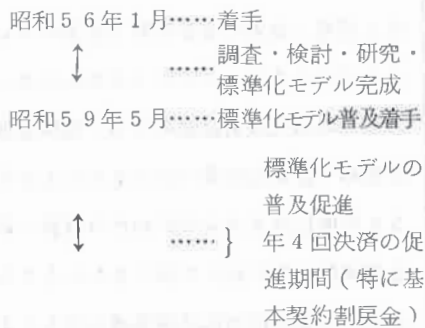 昭和56年1月……着手
↕ ……調査・検討・研究・
標準化モデル完成
昭和59年5月……標準化モデル普及着手
標準化モデルの
普及促進
↕ ……} 年4回決済の促
進期間(特に基
本契約割戻金)